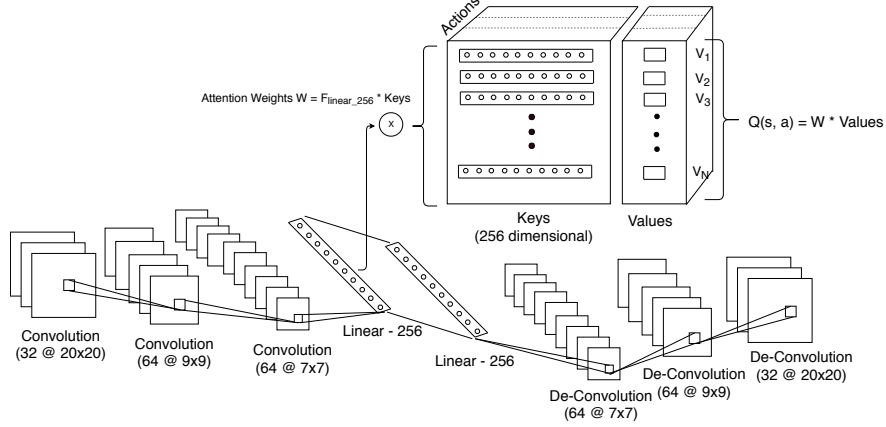 Actions
V1
V2
V3
VN
Attention Weights W = Flinear_256 * Keys
x
Q(s, a) = W * Values
Keys
(256 dimensional)
Values
Convolution
(32 @ 20x20)
Convolution
(64 @ 9x9)
Convolution
(64 @ 7x7)
Linear - 256
Linear - 256
De-Convolution
(64 @ 7x7)
De-Convolution
(64 @ 9x9)
De-Convolution
(32 @ 20x20)